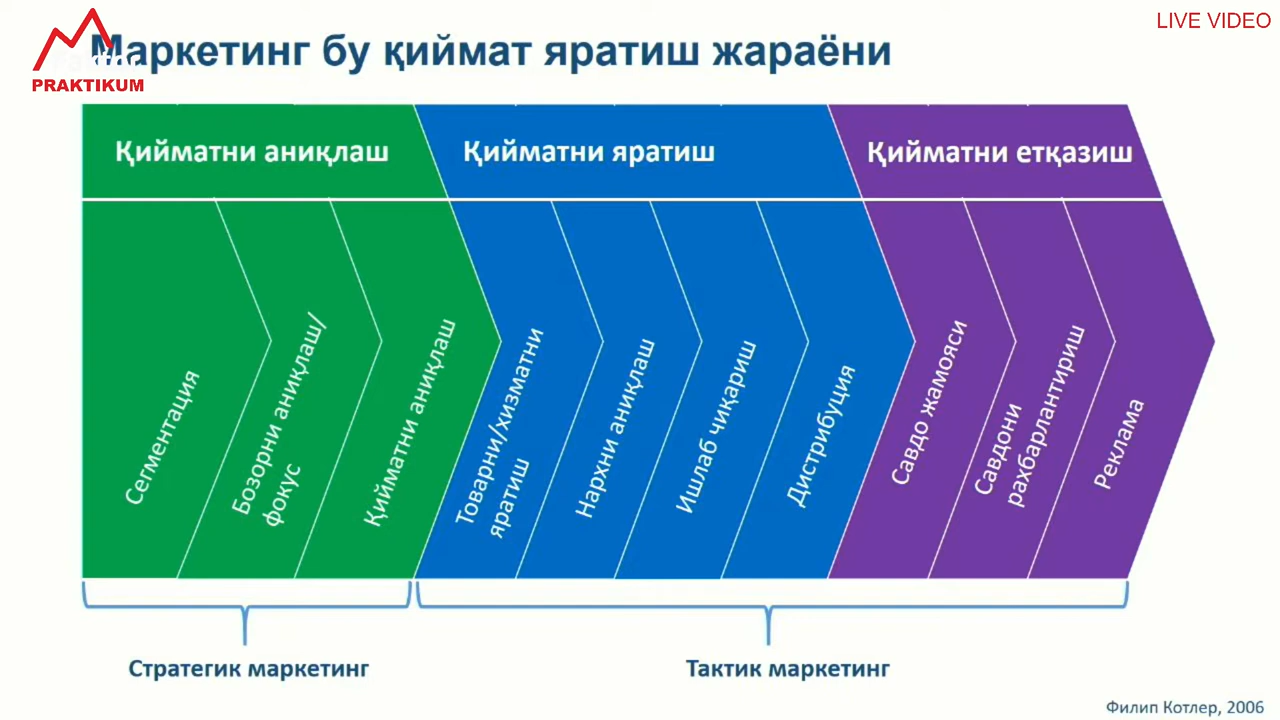 LIVE VIDEO
Маркетинг бу қиймат яратиш жараёни
PRAKTIKUM
Қийматни аниқлаш
Қийматни яратиш
Қийматни етқазиш
Сегментация
Бозорни аниқлаш/
фокус
Қийматни аниқлаш
Товарни/хизматни
яратиш
Нархни аниқлаш
Ишлаб чиқариш
Дистрибуция
Савдо жамояси
Савдони
рахбарлантириш
Реклама
Стратегик маркетинг
Тактик маркетинг
Филип Котлер, 2006